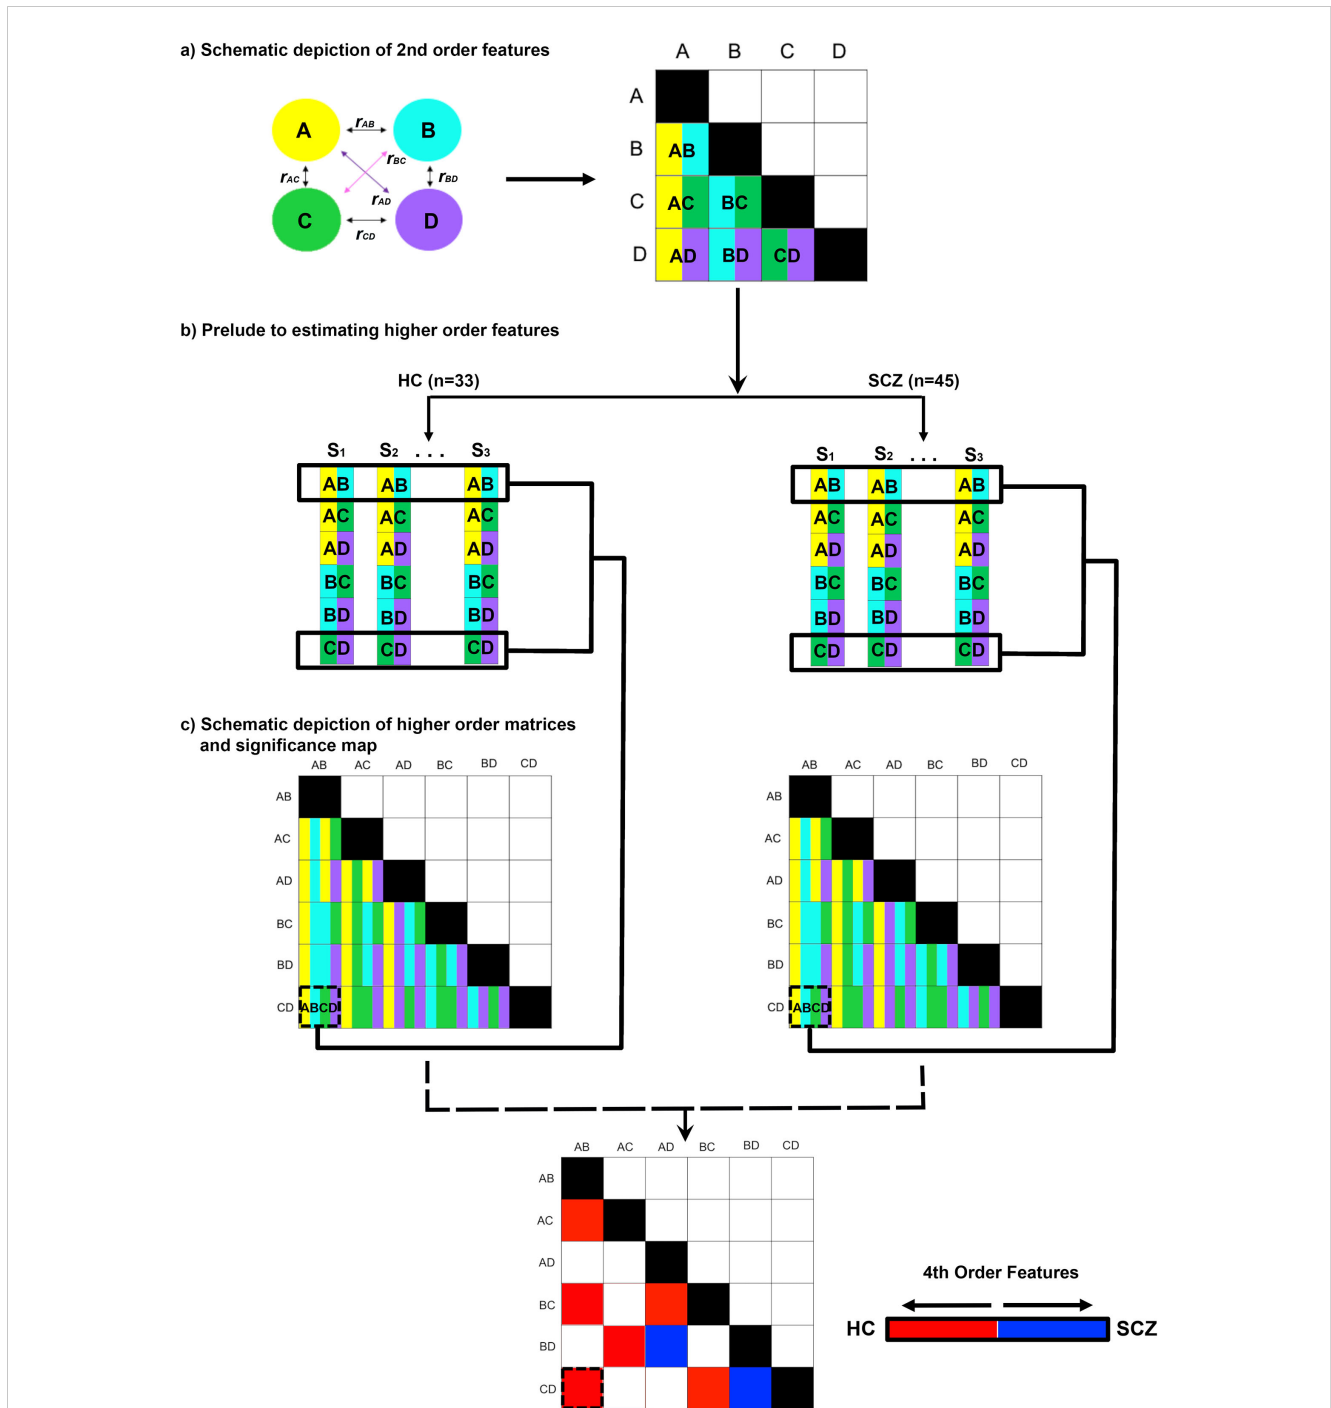 a) Schematic depiction of 2nd order features
A B C D
A
B
C
D
A B
C D
rAB
rBC
rAC
rBD
rAD
rCD
AB
AC BC
AD BD CD
b) Prelude to estimating higher order features
HC (n=33)
SCZ (n=45)
S1 S2 . . . S3
AB AB AB
AC AC AC
AD AD AD
BC BC BC
BD BD BD
CD CD CD
S1 S2 . . . S3
AB AB AB
AC AC AC
AD AD AD
BC BC BC
BD BD BD
CD CD CD
c) Schematic depiction of higher order matrices
and significance map
AB AC AD BC BD CD
AB
AC
AD
BC
BD
CD
ABCD
AB AC AD BC BD CD
AB
AC
AD
BC
BD
CD
ABCD
AB AC AD BC BD CD
AB
AC
AD
BC
BD
CD
4th Order Features
HC SCZ